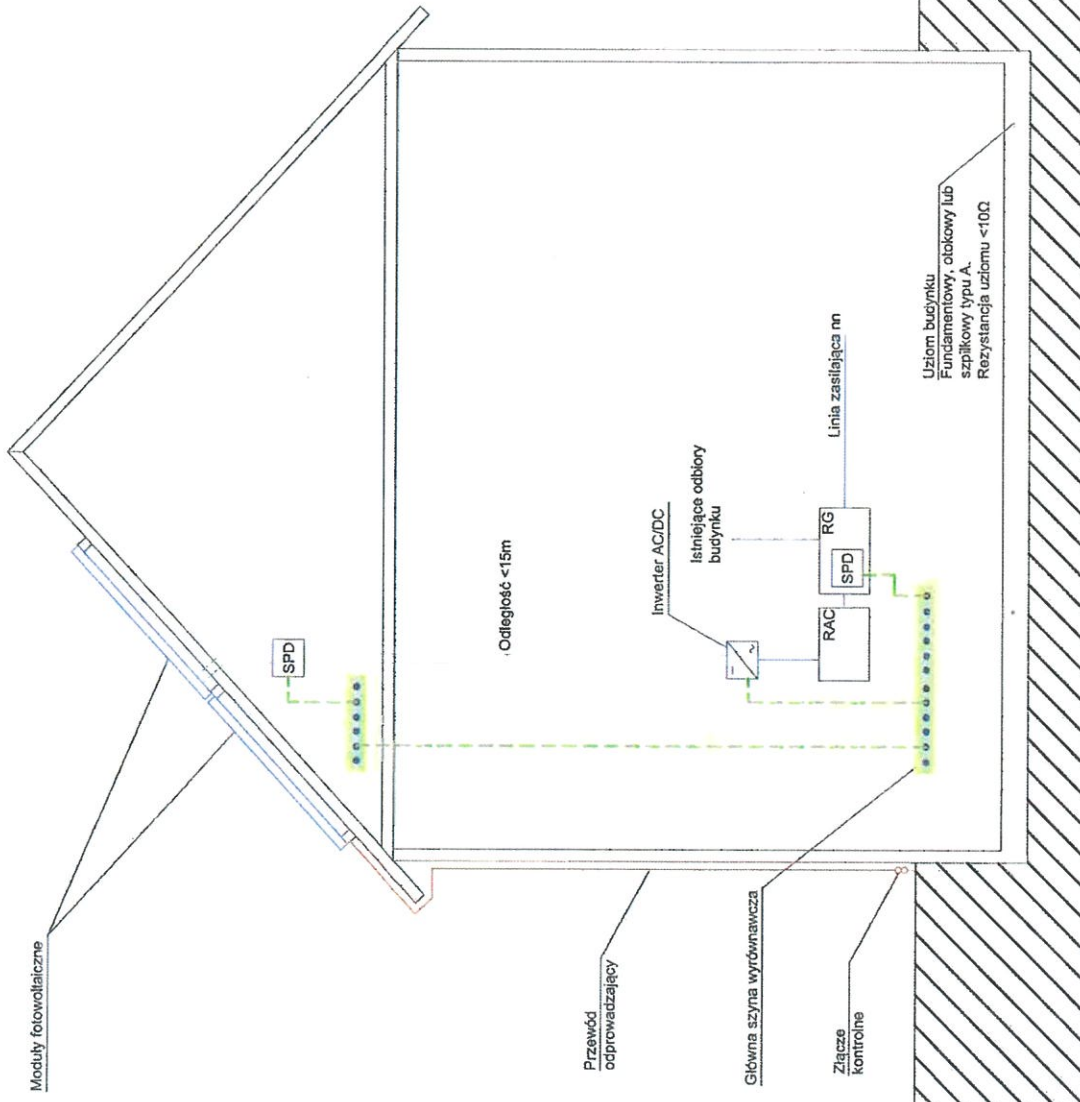 Moduły fotowoltaiczne
SPD
Odległość <15m
Inwerter AC/DC
Istniejące odbiory
budynku
RAC
RG
SPD
Linia zasilająca nn
Przewód
odprowadzający
Główna szyna wyrównawcza
Złącze
kontrolne
Uziom budynku
Fundamentowy, otokowy lub
szpilkowy typu A.
Rezystancja uziomu <10Ω